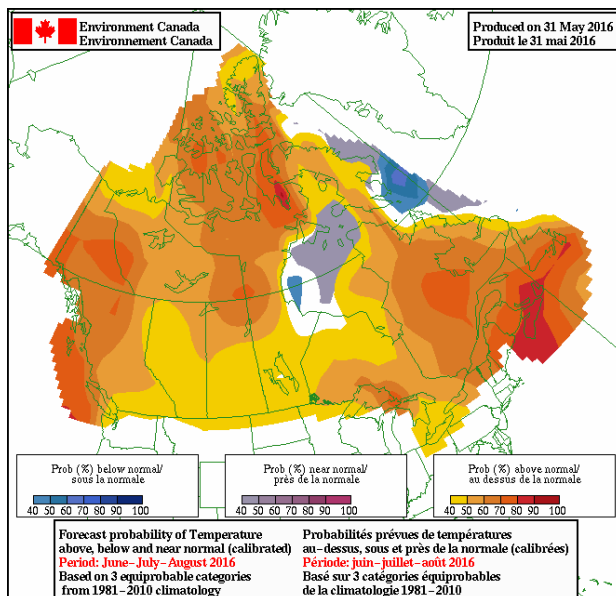 Environment Canada
Environnement Canada
Produced on 31 May 2016
Produit le 31 mai 2016
Prob (%) below normal/
sous la normale
40 50 60 70 80 90 100
Prob (%) near normal/
près de la normale
40 50 60 70 80 90 100
Prob (%) above normal/
au dessus de la normale
40 50 60 70 80 90 100
Forecast probability of Temperature
above, below and near normal (calibrated)
Period: June-July-August 2016
Based on 3 equiprobable categories
from 1981-2010 climatology
Probabilités prévues de températures
au-dessus, sous et près de la normale (calibrées)
Période: juin-juillet-août 2016
Basé sur 3 catégories équiprobables
de la climatologie 1981-2010